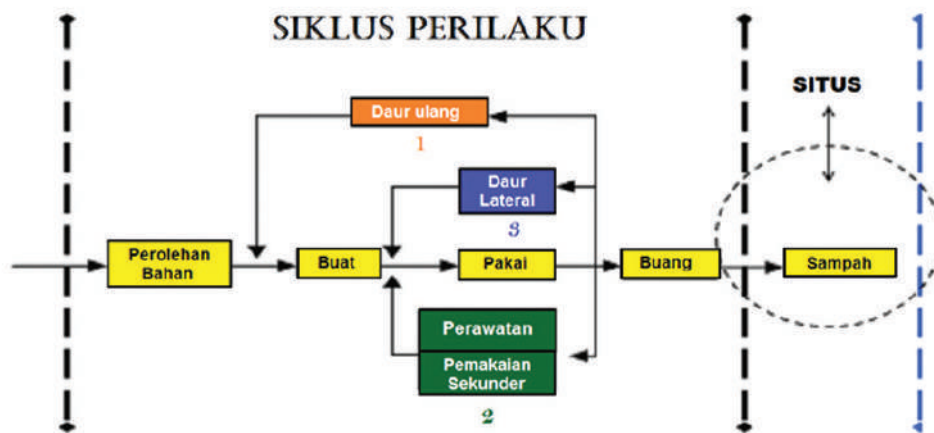 SIKLUS PERILAKU
SITUS
Daur ulang
1
Daur
Lateral
3
Perolehan
Bahan
Buat
Pakai
Buang
Sampah
Perawatan
Pemakaian
Sekunder
2